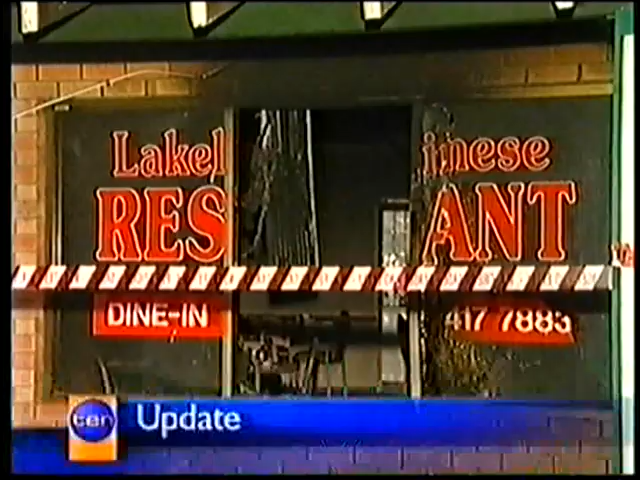 Lakel inese
RES ANT
DINE-IN 417 7883
ten Update